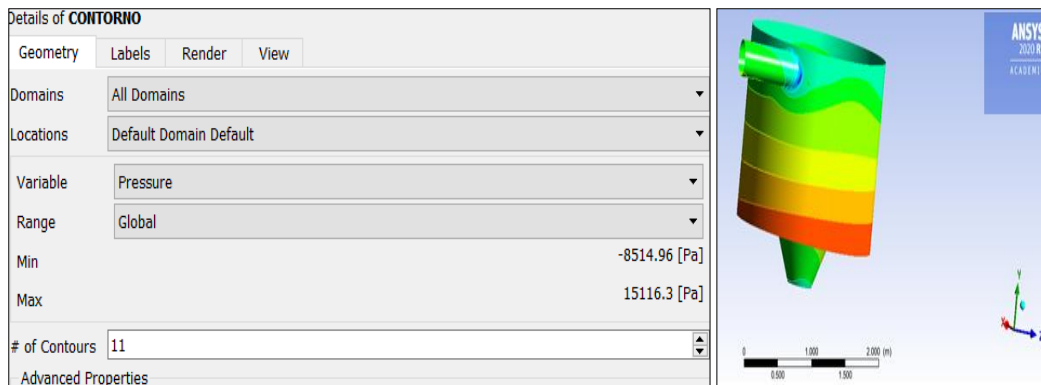 Details of CONTORNO
Geometry Labels Render View
Domains All Domains
Locations Default Domain Default
Variable Pressure
Range Global
Min -8514.96 [Pa]
Max 15116.3 [Pa]
# of Contours 11
Advanced Properties
ANSYS
2020 R
ACADEMI
Y
X
Z
0 1.000 2.000 (m)
0.500 1.500